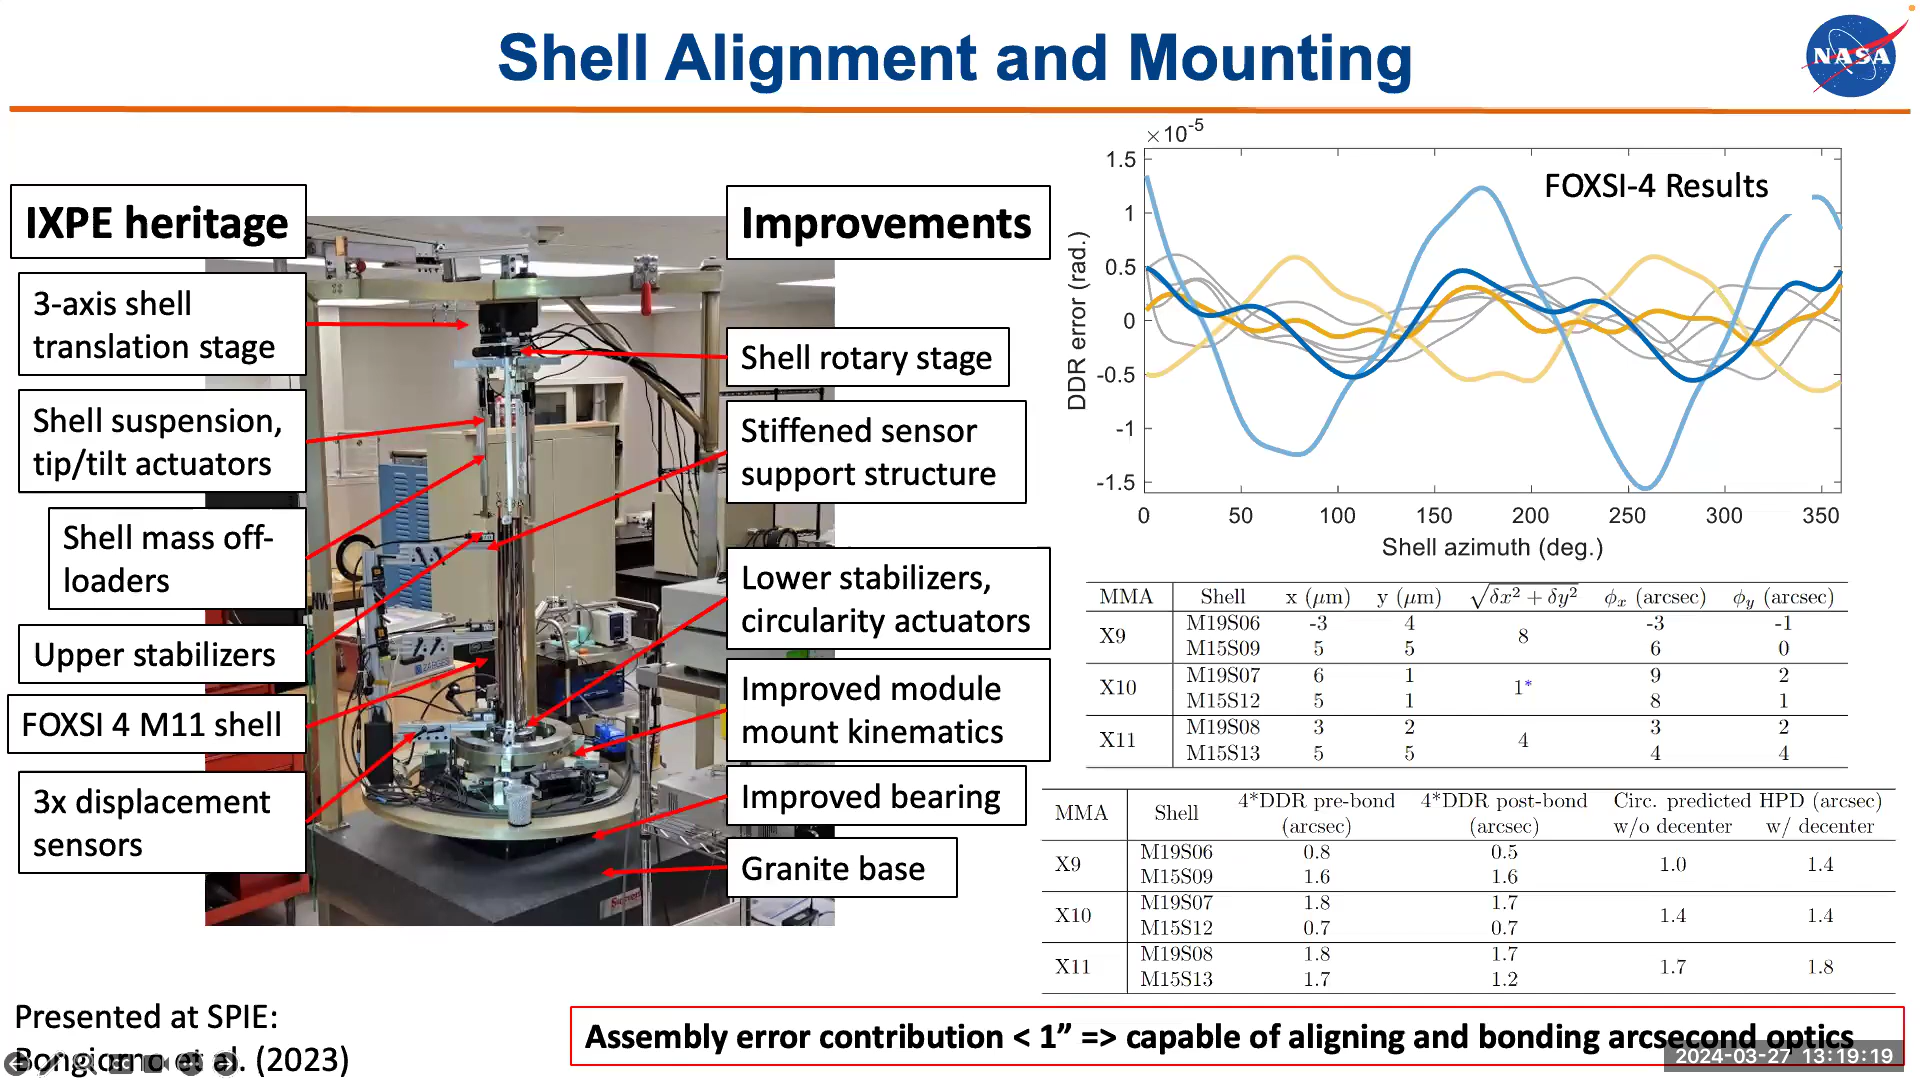 Shell Alignment and Mounting
NASA
IXPE heritage
3-axis shell
translation stage
Shell suspension,
tip/tilt actuators
Shell mass off-
loaders
Upper stabilizers
FOXSI 4 M11 shell
3x displacement
sensors
Improvements
Shell rotary stage
Stiffened sensor
support structure
Lower stabilizers,
circularity actuators
Improved module
mount kinematics
Improved bearing
Granite base
×10⁻⁵
FOXSI-4 Results
1.5
1
0.5
0
-0.5
-1
-1.5
DDR error (rad.)
0 50 100 150 200 250 300 350
Shell azimuth (deg.)
MMA Shell x (μm) y (μm) √δx² + δy² ϕx (arcsec) ϕy (arcsec)
X9 M19S06 -3 4 8 -3 -1
M15S09 5 5 6 0
X10 M19S07 6 1 1* 9 2
M15S12 5 1 8 1
X11 M19S08 3 2 4 3 2
M15S13 5 5 4 4
MMA Shell 4*DDR pre-bond 4*DDR post-bond Circ. predicted HPD (arcsec)
(arcsec) (arcsec) w/o decenter w/ decenter
X9 M19S06 0.8 0.5 1.0 1.4
M15S09 1.6 1.6
X10 M19S07 1.8 1.7 1.4 1.4
M15S12 0.7 0.7
X11 M19S08 1.8 1.7 1.7 1.8
M15S13 1.7 1.2
Presented at SPIE:
Bongiorno et al. (2023)
Assembly error contribution < 1” => capable of aligning and bonding arcsecond optics
2024-03-27 13:19:19